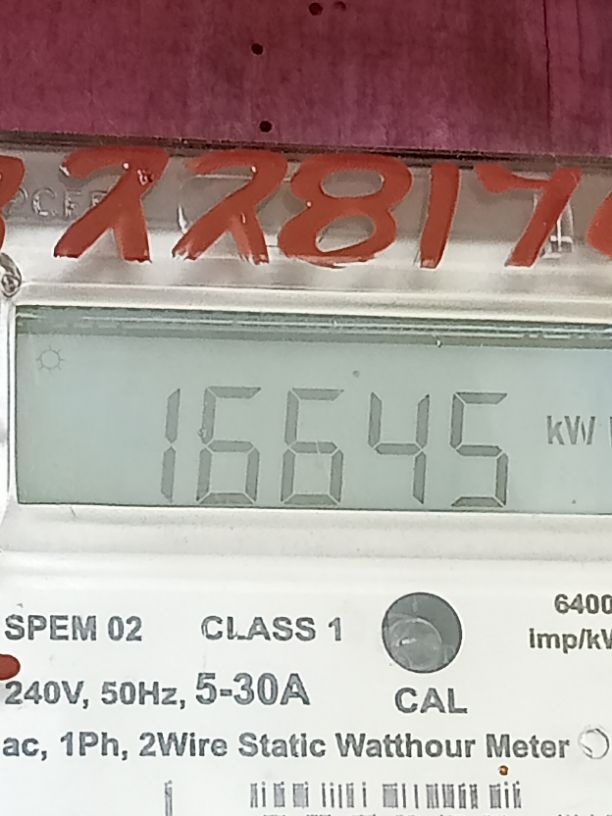 228174
16645 kW
SPEM 02 CLASS 1 6400
imp/kW
240V, 50Hz, 5-30A CAL
ac, 1Ph, 2Wire Static Watthour Meter